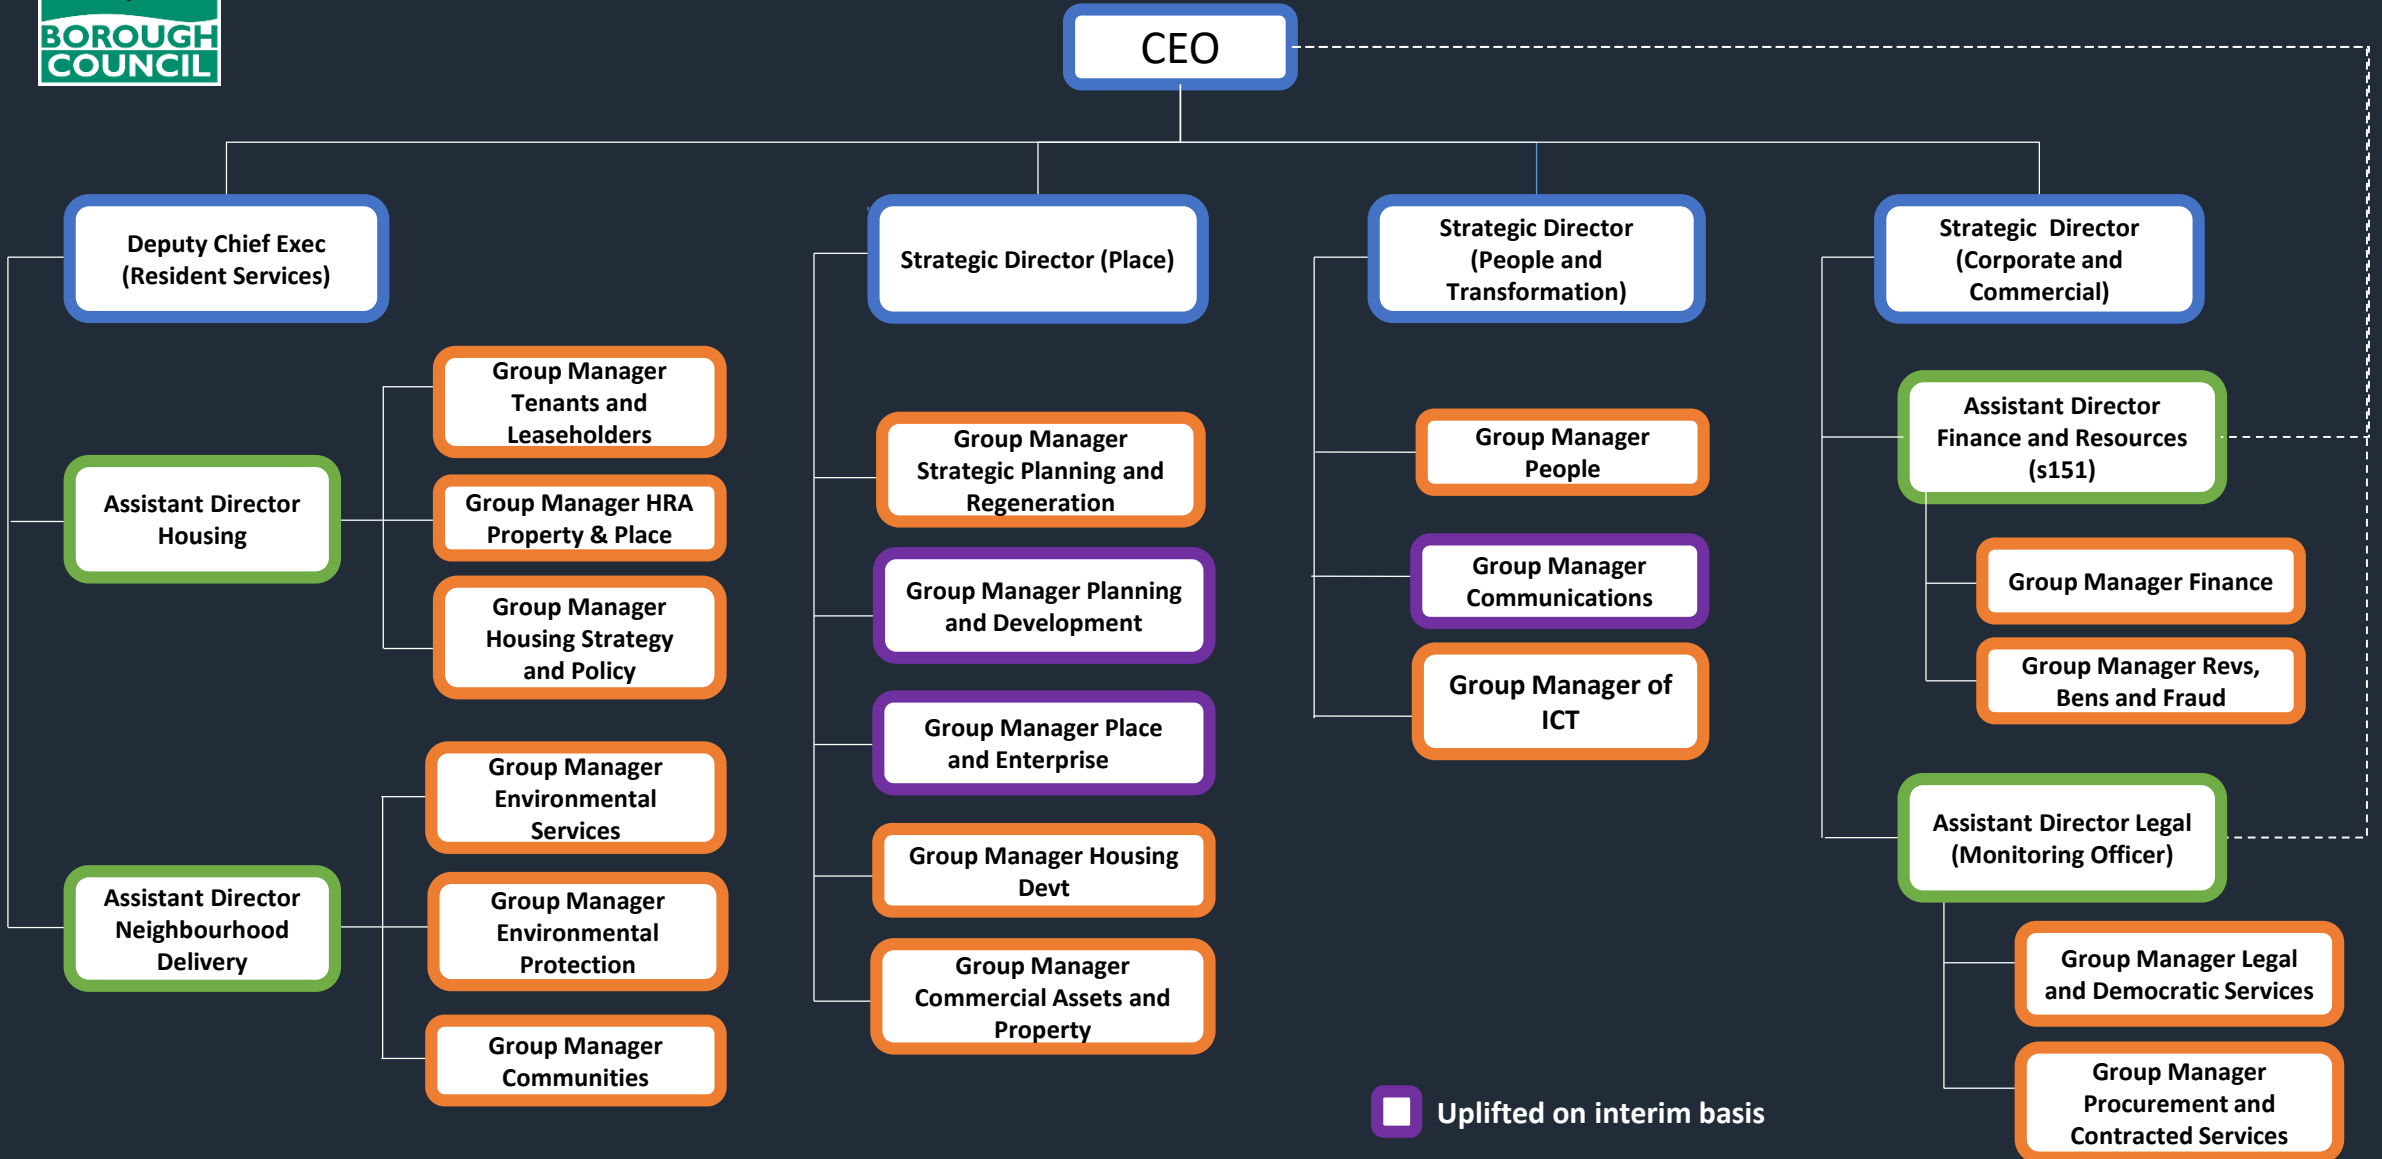 BOROUGH
COUNCIL
CEO
Deputy Chief Exec
(Resident Services)
Assistant Director
Housing
Group Manager
Tenants and
Leaseholders
Group Manager HRA
Property & Place
Group Manager
Housing Strategy
and Policy
Assistant Director
Neighbourhood
Delivery
Group Manager
Environmental
Services
Group Manager
Environmental
Protection
Group Manager
Communities
Strategic Director (Place)
Group Manager
Strategic Planning and
Regeneration
Group Manager Planning
and Development
Group Manager Place
and Enterprise
Group Manager Housing
Devt
Group Manager
Commercial Assets and
Property
Strategic Director
(People and
Transformation)
Group Manager
People
Group Manager
Communications
Group Manager of
ICT
Strategic  Director
(Corporate and
Commercial)
Assistant Director
Finance and Resources
(s151)
Group Manager Finance
Group Manager Revs,
Bens and Fraud
Assistant Director Legal
(Monitoring Officer)
Group Manager Legal
and Democratic Services
Group Manager
Procurement and
Contracted Services
Uplifted on interim basis